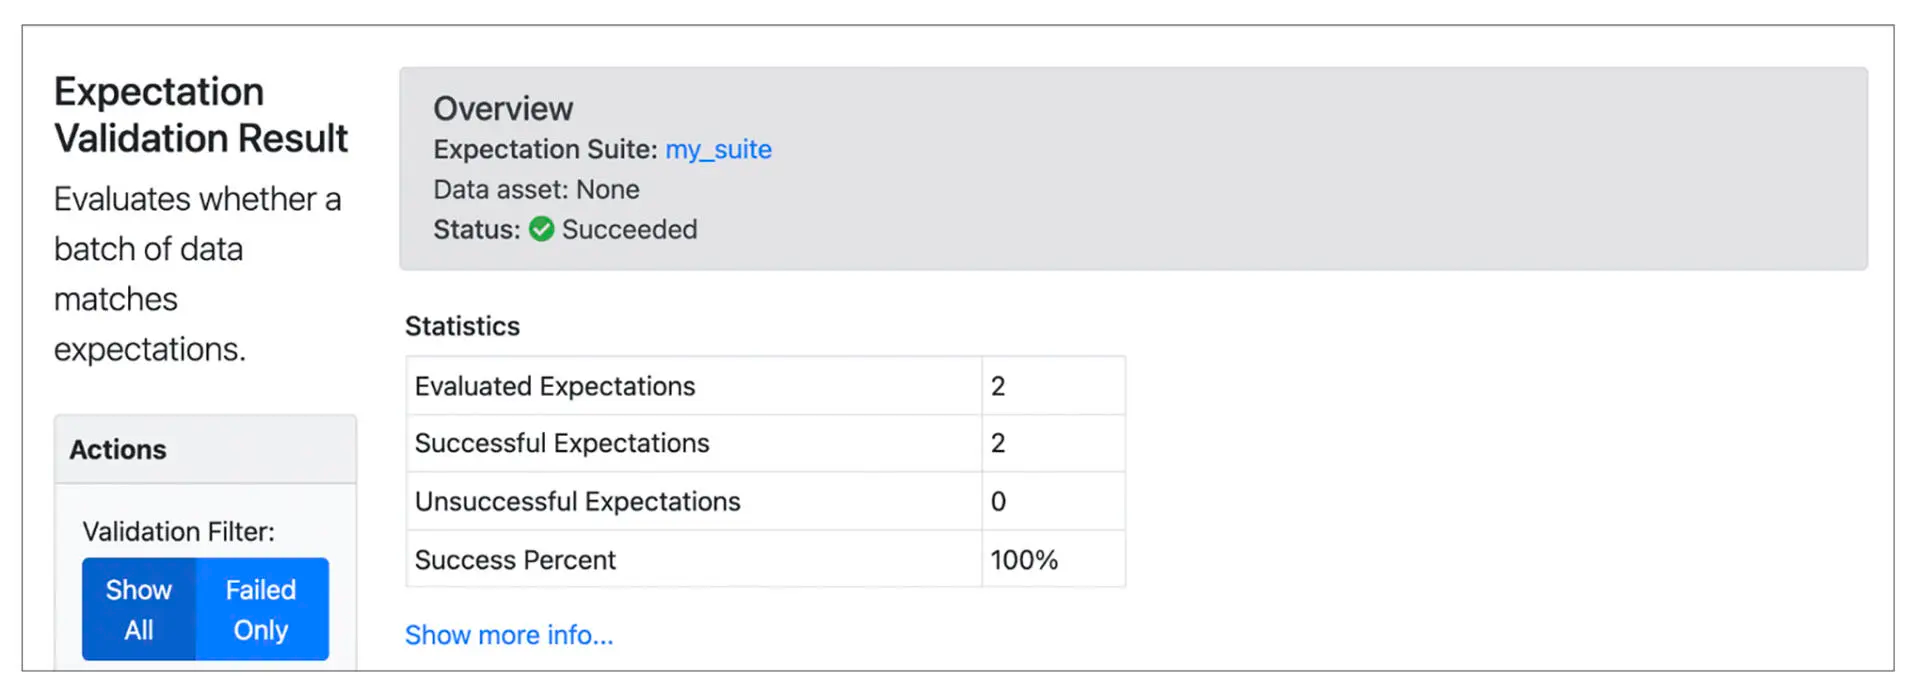 Expectation
Validation Result
Evaluates whether a
batch of data
matches
expectations.
Actions
Validation Filter:
Show All
Failed Only
Overview
Expectation Suite: my_suite
Data asset: None
Status: Succeeded
Statistics
Evaluated Expectations 2
Successful Expectations 2
Unsuccessful Expectations 0
Success Percent 100%
Show more info...